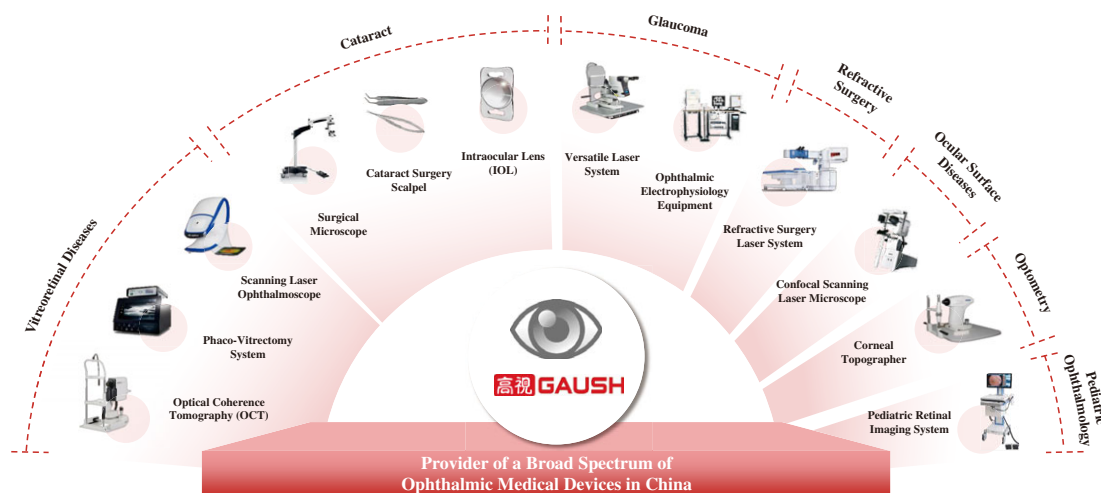 Vitreoretinal Diseases
Cataract
Glaucoma
Refractive
Surgery
Ocular Surface
Diseases
Optometry
Pediatric
Ophthalmology
Optical Coherence
Tomography (OCT)
Phaco-Vitrectomy
System
Scanning Laser
Ophthalmoscope
Surgical
Microscope
Cataract Surgery
Scalpel
Intraocular Lens
(IOL)
Versatile Laser
System
Ophthalmic
Electrophysiology
Equipment
Refractive Surgery
Laser System
Confocal Scanning
Laser Microscope
Corneal
Topographer
Pediatric Retinal
Imaging System
高視 GAUSH
Provider of a Broad Spectrum of
Ophthalmic Medical Devices in China